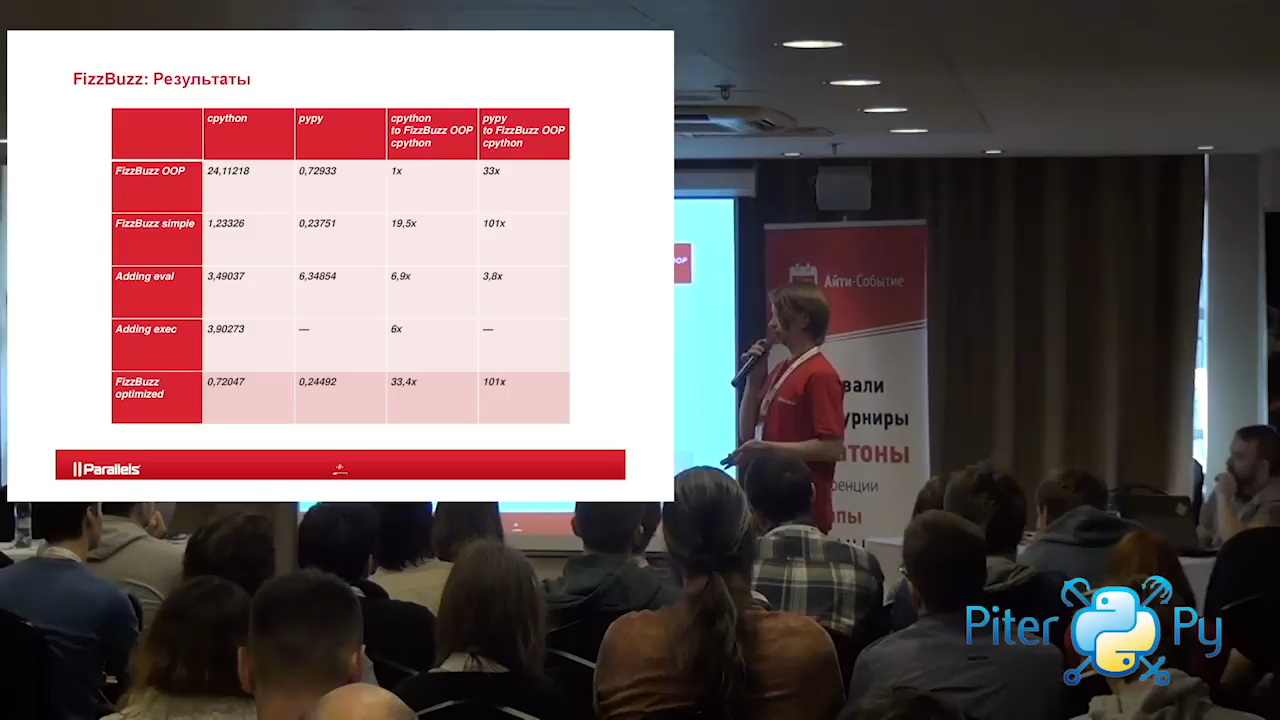 FizzBuzz: Результаты
cpython
pypy
cpython
to FizzBuzz OOP
cpython
pypy
to FizzBuzz OOP
cpython
FizzBuzz OOP
24,11218
0,72933
1x
33x
FizzBuzz simple
1,23326
0,23751
19,5x
101x
Adding eval
3,49037
6,34854
6,9x
3,8x
Adding exec
3,90273
—
6x
—
FizzBuzz
optimized
0,72047
0,24492
33,4x
101x
Parallels
OOP
Айти-Событие
вали
урниры
атоны
ренции
Piter Py